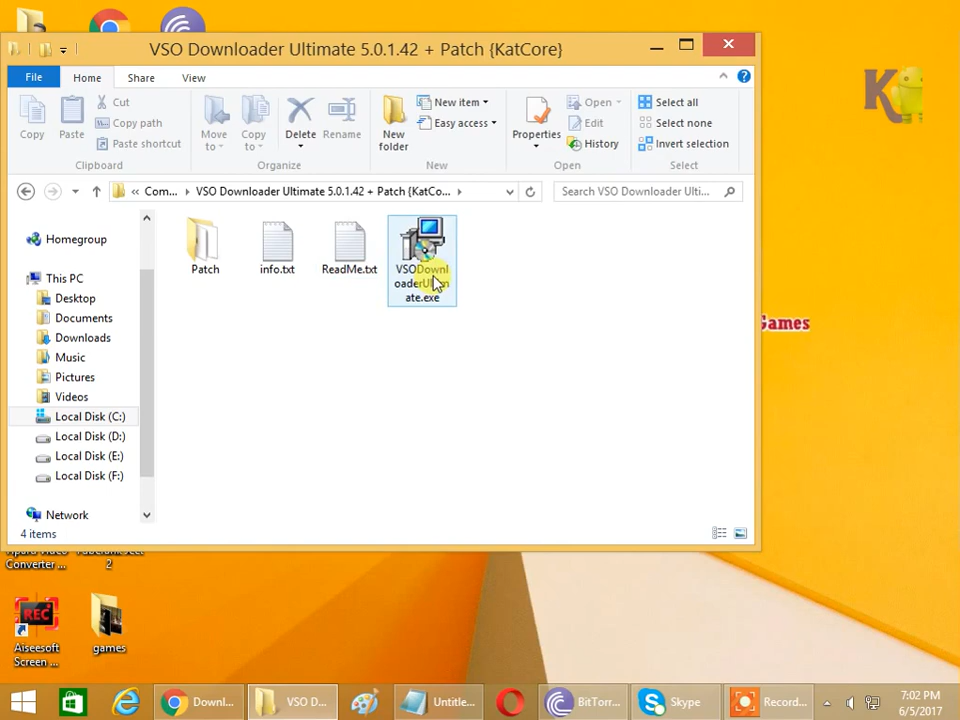 VSO Downloader Ultimate 5.0.1.42 + Patch {KatCore}
File Home Share View
Copy
Paste
Cut
Copy path
Paste shortcut
Clipboard
Move to
Copy to
Delete
Rename
Organize
New folder
New item
Easy access
New
Properties
Open
Edit
History
Open
Select all
Select none
Invert selection
Select
« Com... VSO Downloader Ultimate 5.0.1.42 + Patch {KatCo...
Search VSO Downloader Ulti...
Homegroup
This PC
Desktop
Documents
Downloads
Music
Pictures
Videos
Local Disk (C:)
Local Disk (D:)
Local Disk (E:)
Local Disk (F:)
Network
Patch
info.txt
ReadMe.txt
VSODownl
ate.exe
4 items
K
Games
Converter ...
2
REC
Aiseesoft
Screen ...
games
Downl...
VSO D...
Untitle...
BitTorr...
Skype
Record...
7:02 PM
6/5/2017